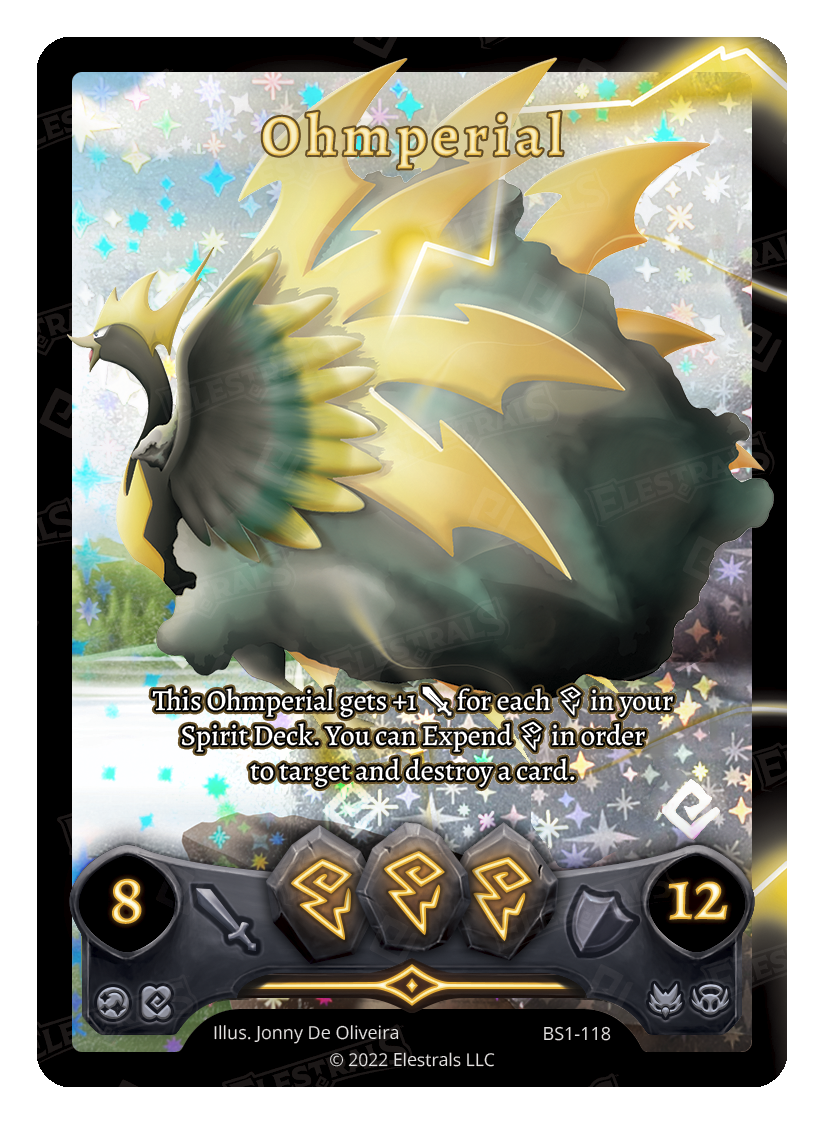 Ohmperial
This Ohmperial gets +1 for each in your
Spirit Deck. You can Expend in order
to target and destroy a card.
8
12
Illus. Jonny De Oliveira
BS1-118
© 2022 Elestrals LLC
ELESTRALS